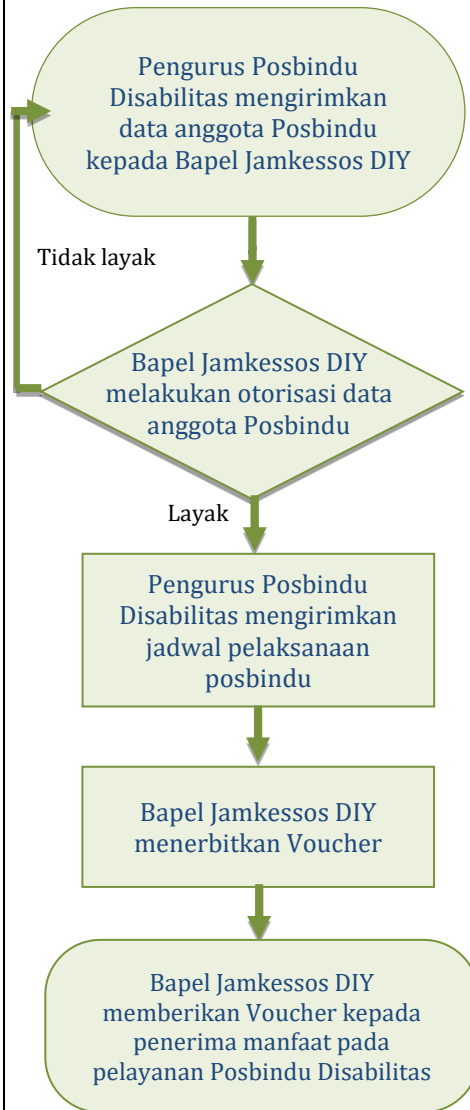 Pengurus Posbindu
Disabilitas mengirimkan
data anggota Posbindu
kepada Bapel Jamkessos DIY
Tidak layak
Bapel Jamkessos DIY
melakukan otorisasi data
anggota Posbindu
Layak
Pengurus Posbindu
Disabilitas mengirimkan
jadwal pelaksanaan
posbindu
Bapel Jamkessos DIY
menerbitkan Voucher
Bapel Jamkessos DIY
memberikan Voucher kepada
penerima manfaat pada
pelayanan Posbindu Disabilitas